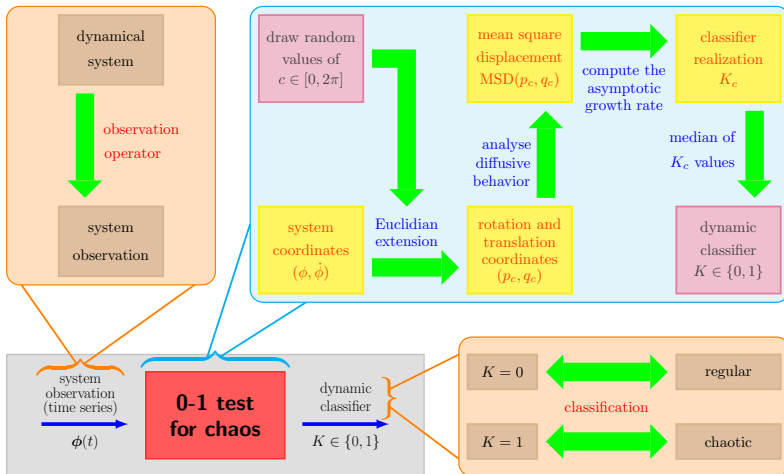 dynamical
system
observation
operator
system
observation
draw random
values of
c ∈ [0, 2π]
mean square
displacement
MSD(p_c, q_c)
compute the
asymptotic
growth rate
classifier
realization
K_c
analyse
diffusive
behavior
median of
K_c values
system
coordinates
(ϕ, ϕ̇)
Euclidian
extension
rotation and
translation
coordinates
(p_c, q_c)
dynamic
classifier
K ∈ {0, 1}
system
observation
(time series)
ϕ(t)
0-1 test
for chaos
dynamic
classifier
K ∈ {0, 1}
K = 0
regular
classification
K = 1
chaotic